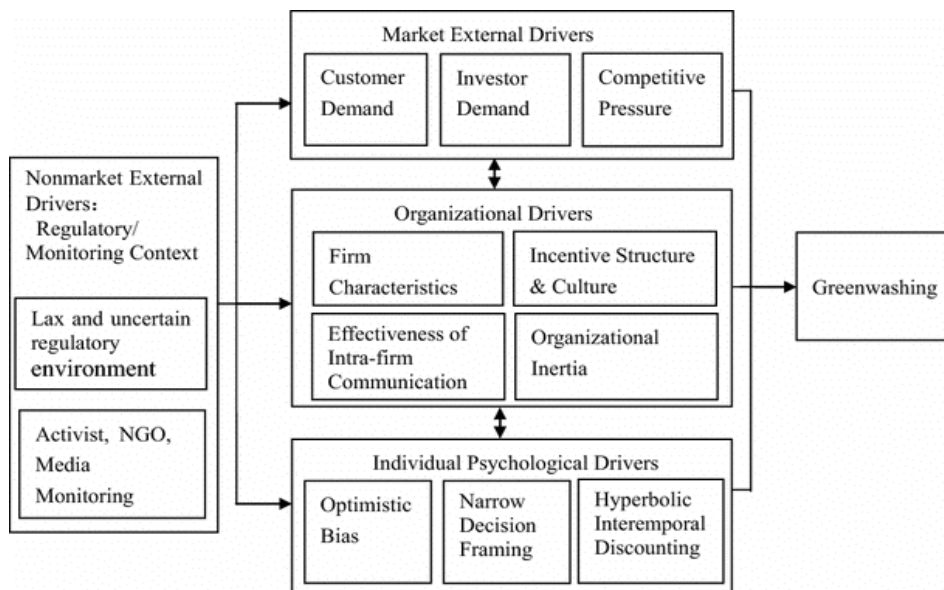 Market External Drivers
Customer
Demand
Investor
Demand
Competitive
Pressure
Nonmarket External
Drivers：
Regulatory/
Monitoring Context
Lax and uncertain
regulatory
environment
Activist, NGO,
Media
Monitoring
Organizational Drivers
Firm
Characteristics
Incentive Structure
& Culture
Effectiveness of
Intra-firm
Communication
Organizational
Inertia
Individual Psychological Drivers
Optimistic
Bias
Narrow
Decision
Framing
Hyperbolic
Interemporal
Discounting
Greenwashing